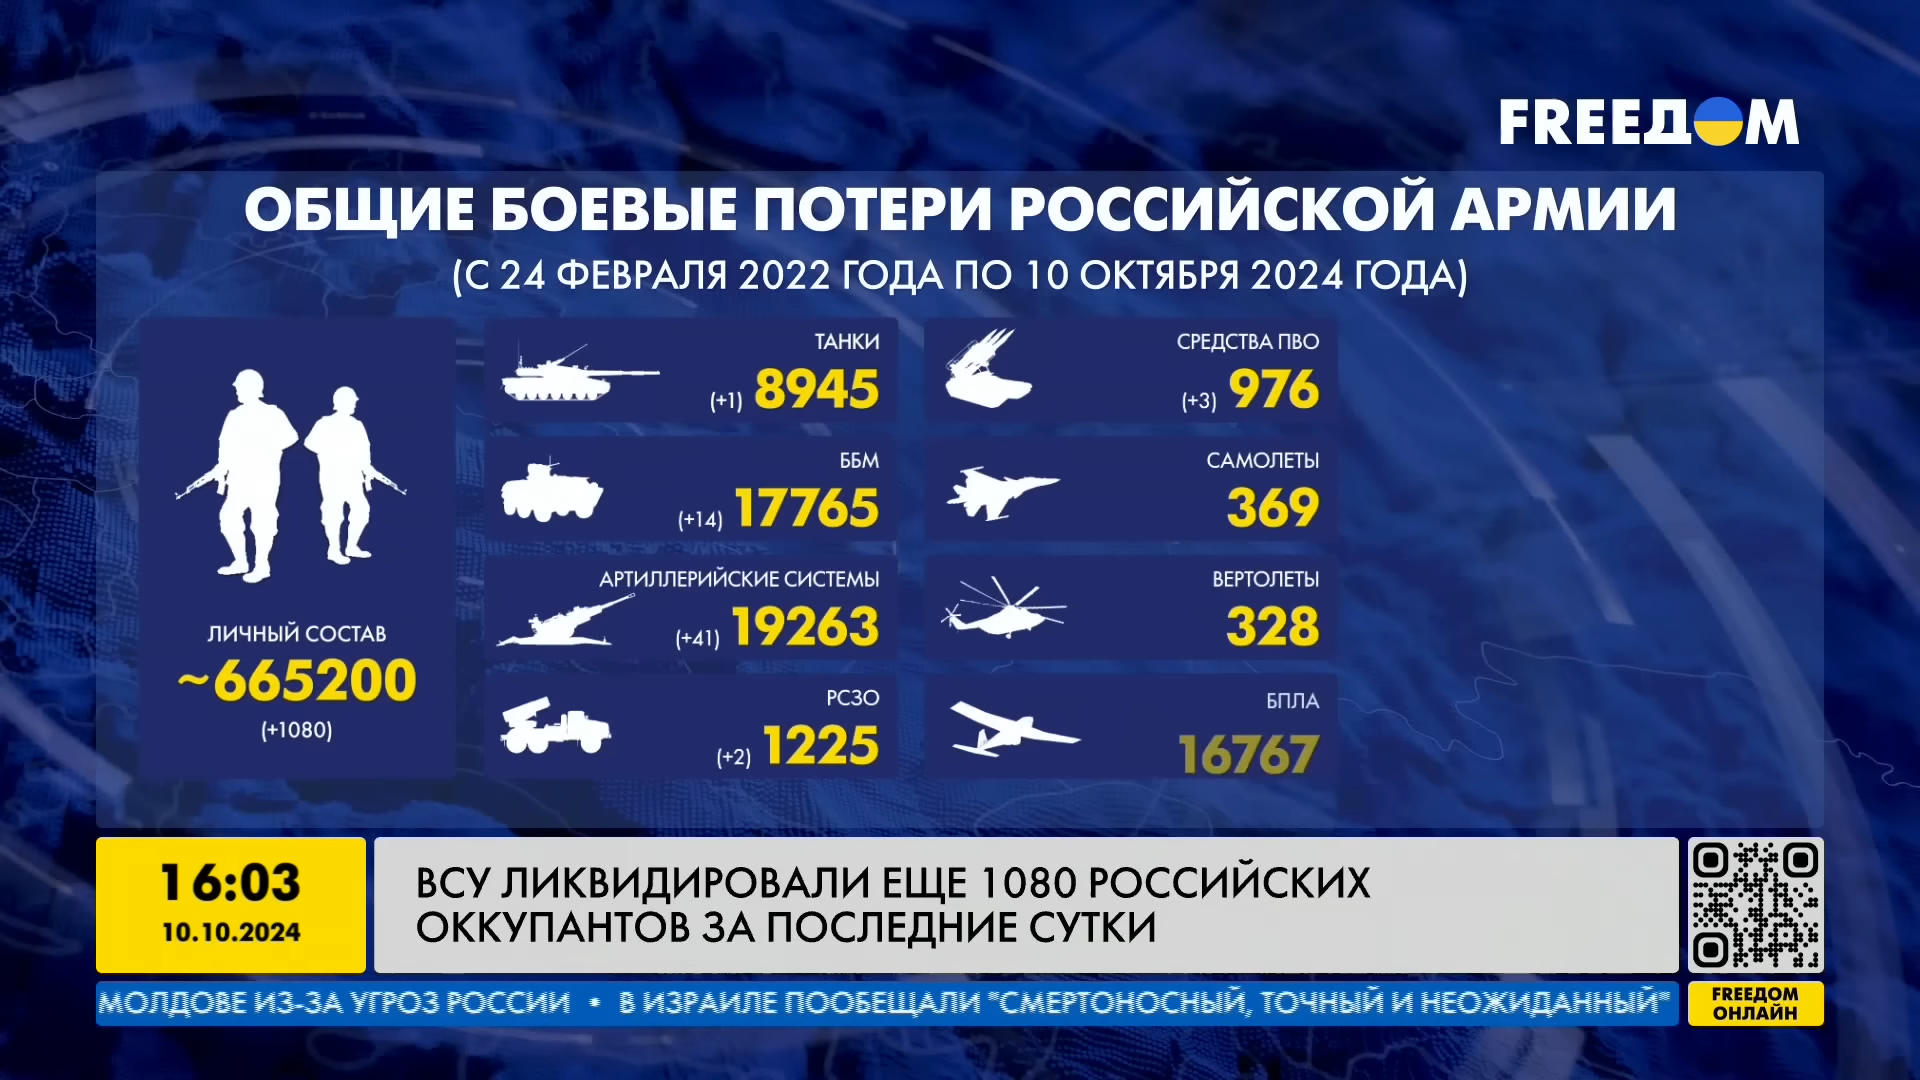 FREEДOM
ОБЩИЕ БОЕВЫЕ ПОТЕРИ РОССИЙСКОЙ АРМИИ
(С 24 ФЕВРАЛЯ 2022 ГОДА ПО 10 ОКТЯБРЯ 2024 ГОДА)
ЛИЧНЫЙ СОСТАВ
~665200
(+1080)
ТАНКИ
(+1) 8945
ББМ
(+14) 17765
АРТИЛЛЕРИЙСКИЕ СИСТЕМЫ
(+41) 19263
РСЗО
(+2) 1225
СРЕДСТВА ПВО
(+3) 976
САМОЛЕТЫ
369
ВЕРТОЛЕТЫ
328
БПЛА
16767
16:03
10.10.2024
ВСУ ЛИКВИДИРОВАЛИ ЕЩЕ 1080 РОССИЙСКИХ
ОККУПАНТОВ ЗА ПОСЛЕДНИЕ СУТКИ
МОЛДОВЕ ИЗ-ЗА УГРОЗ РОССИИ • В ИЗРАИЛЕ ПООБЕЩАЛИ "СМЕРТОНОСНЫЙ, ТОЧНЫЙ И НЕОЖИДАННЫЙ"
FREEДOM
ОНЛАЙН